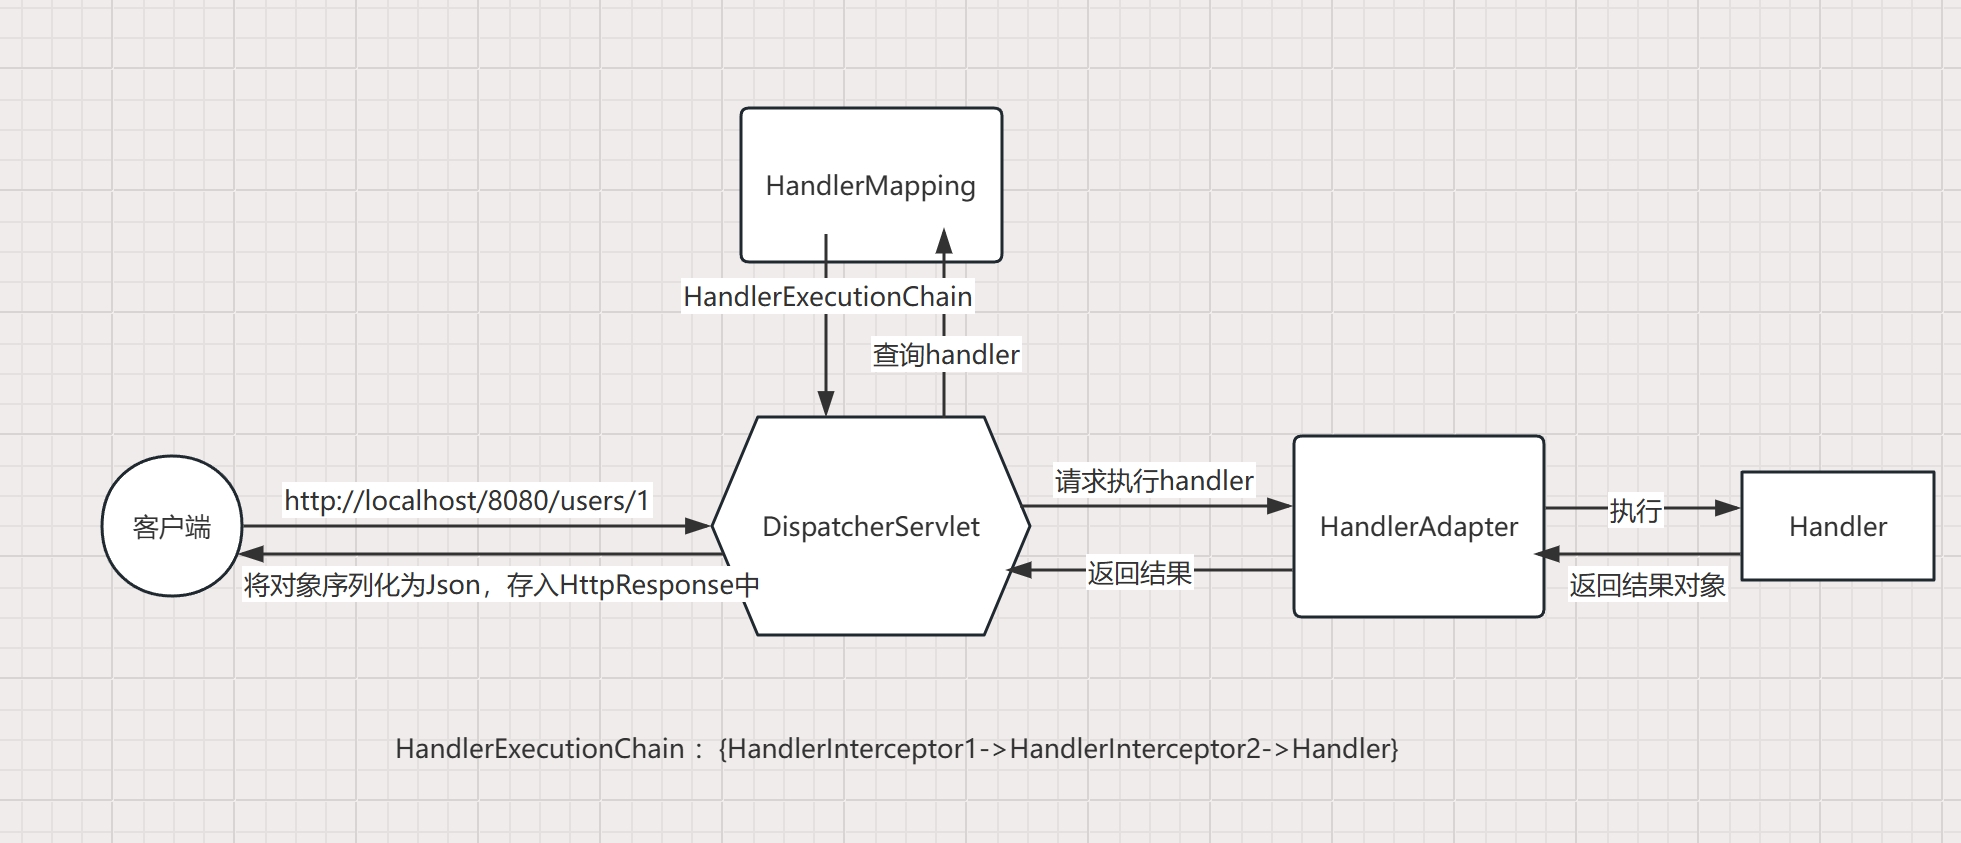 HandlerMapping
HandlerExecutionChain
查询handler
客户端
http://localhost/8080/users/1
将对象序列化为Json，存入HttpResponse中
DispatcherServlet
请求执行handler
返回结果
HandlerAdapter
执行
返回结果对象
Handler
HandlerExecutionChain： {HandlerInterceptor1->HandlerInterceptor2->Handler}